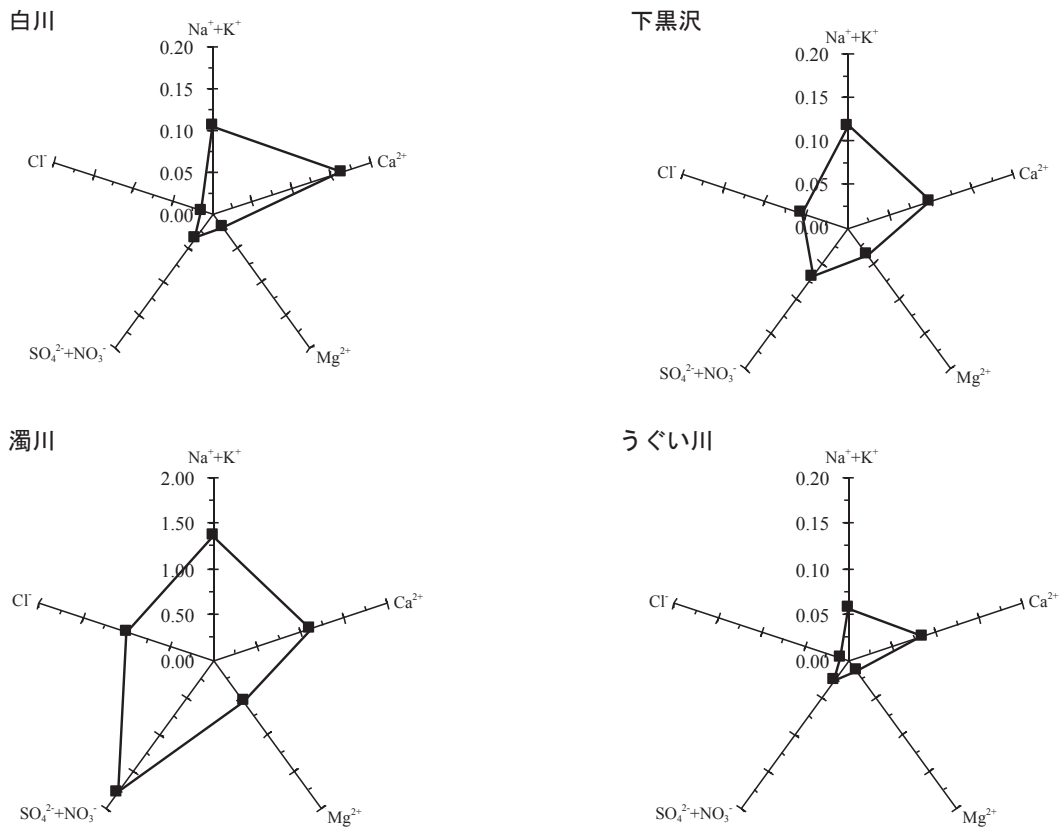 白川
Na⁺+K⁺
0.20
0.15
0.10
0.05
0.00
Ca²⁺
Mg²⁺
SO₄²⁻+NO₃⁻
Cl⁻
下黒沢
Na⁺+K⁺
0.20
0.15
0.10
0.05
0.00
Ca²⁺
Mg²⁺
SO₄²⁻+NO₃⁻
Cl⁻
濁川
Na⁺+K⁺
2.00
1.50
1.00
0.50
0.00
Ca²⁺
Mg²⁺
SO₄²⁻+NO₃⁻
Cl⁻
うぐい川
Na⁺+K⁺
0.20
0.15
0.10
0.05
0.00
Ca²⁺
Mg²⁺
SO₄²⁻+NO₃⁻
Cl⁻